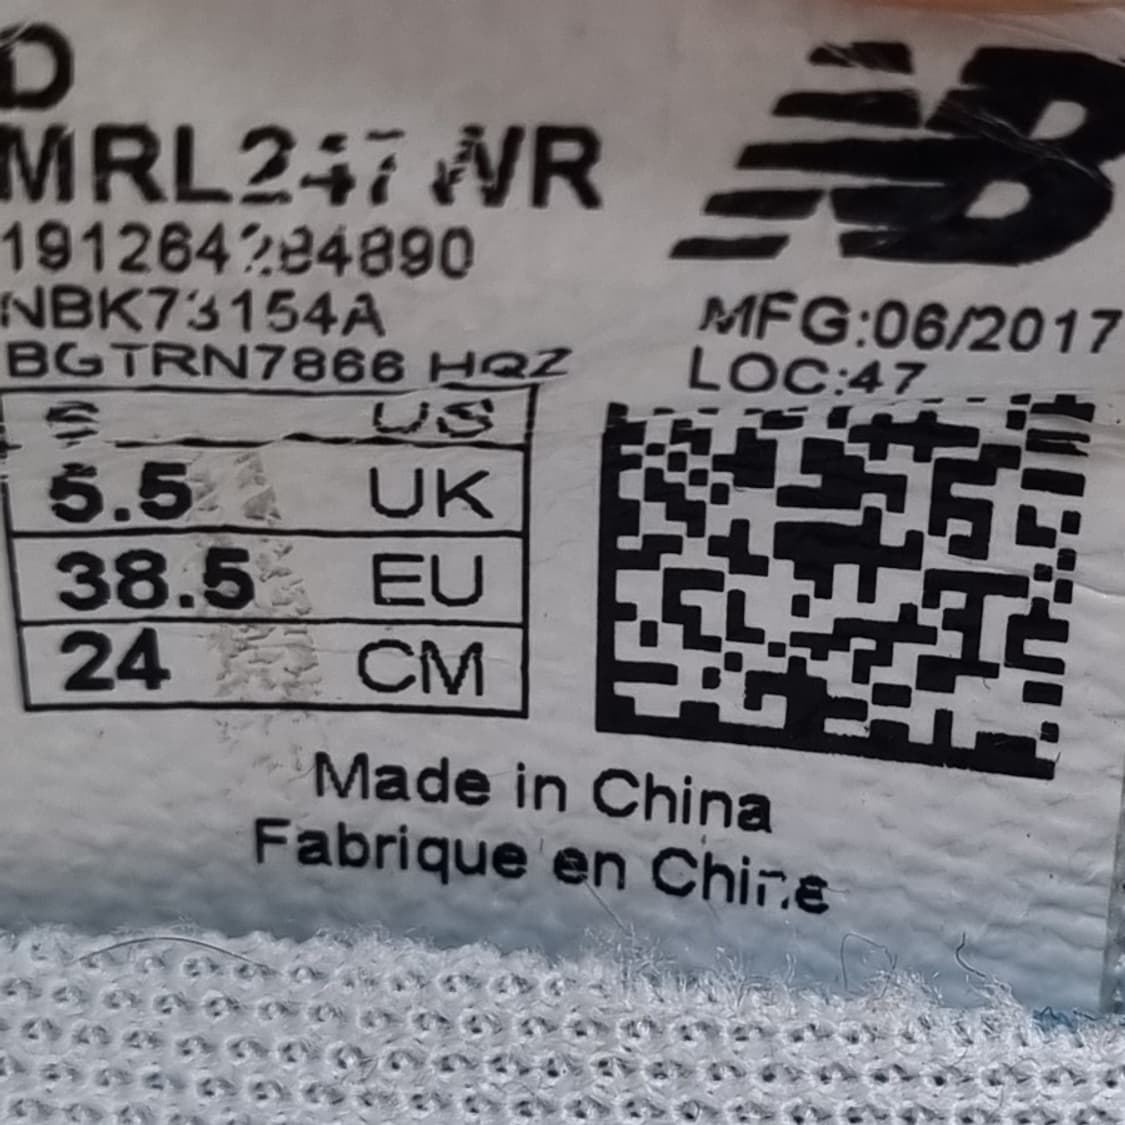 D
MRL247 WR
NBK73154A
BGTRN7866 HQZ
NB
MFG:06/2017
LOC:47
US
5.5 UK
38.5 EU
24 CM
Made in China
Fabrique en Chine